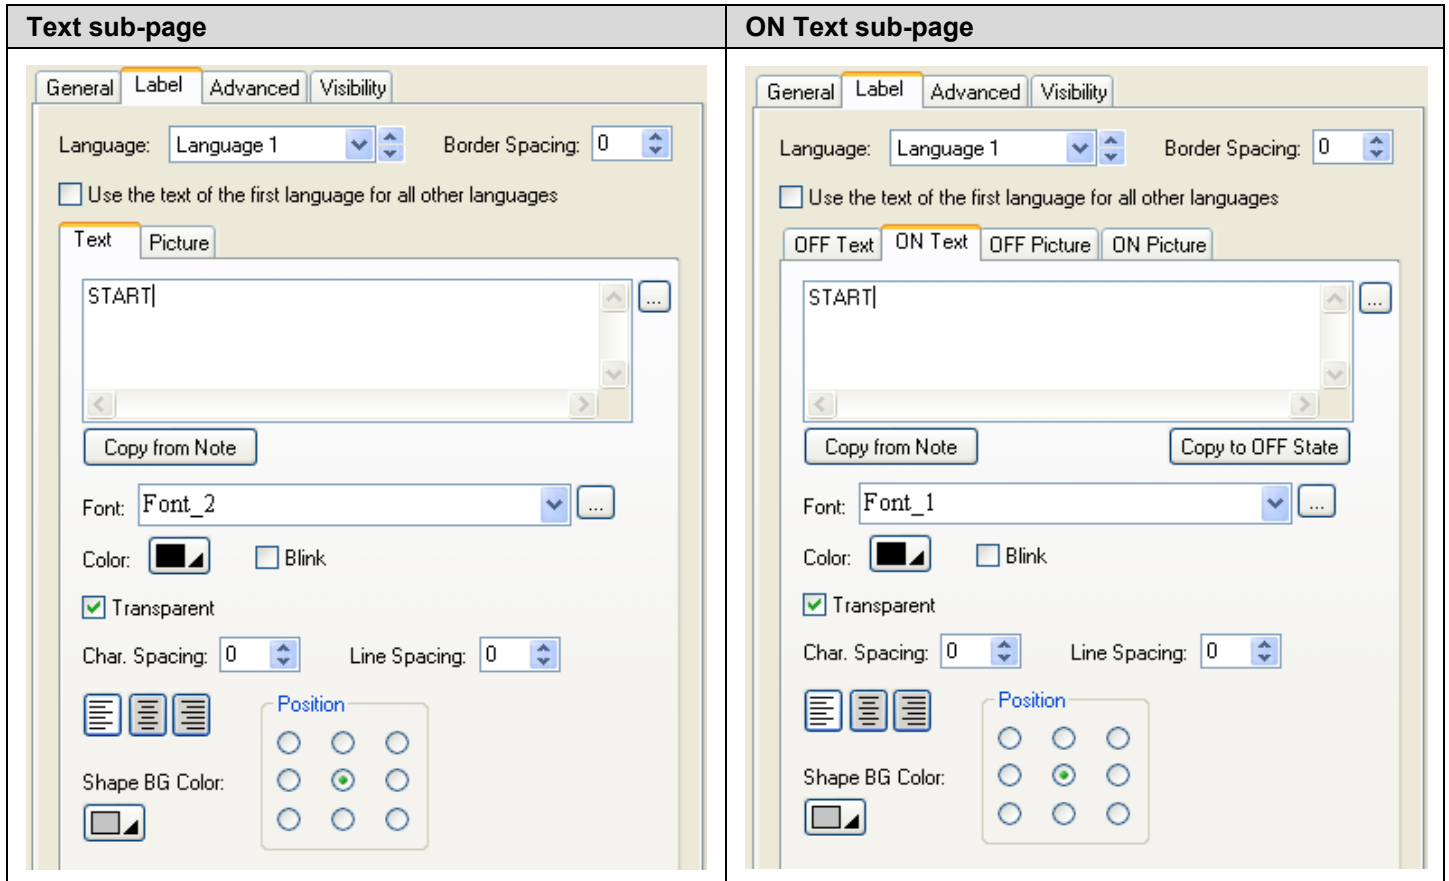 Text sub-page
General Label Advanced Visibility
Language: Language 1 Border Spacing: 0
Use the text of the first language for all other languages
Text Picture
START
...
Copy from Note
Font: Font_2 ...
Color: Blink
Transparent
Char. Spacing: 0 Line Spacing: 0
Position
Shape BG Color:
ON Text sub-page
General Label Advanced Visibility
Language: Language 1 Border Spacing: 0
Use the text of the first language for all other languages
OFF Text ON Text OFF Picture ON Picture
START
...
Copy from Note Copy to OFF State
Font: Font_1 ...
Color: Blink
Transparent
Char. Spacing: 0 Line Spacing: 0
Position
Shape BG Color: